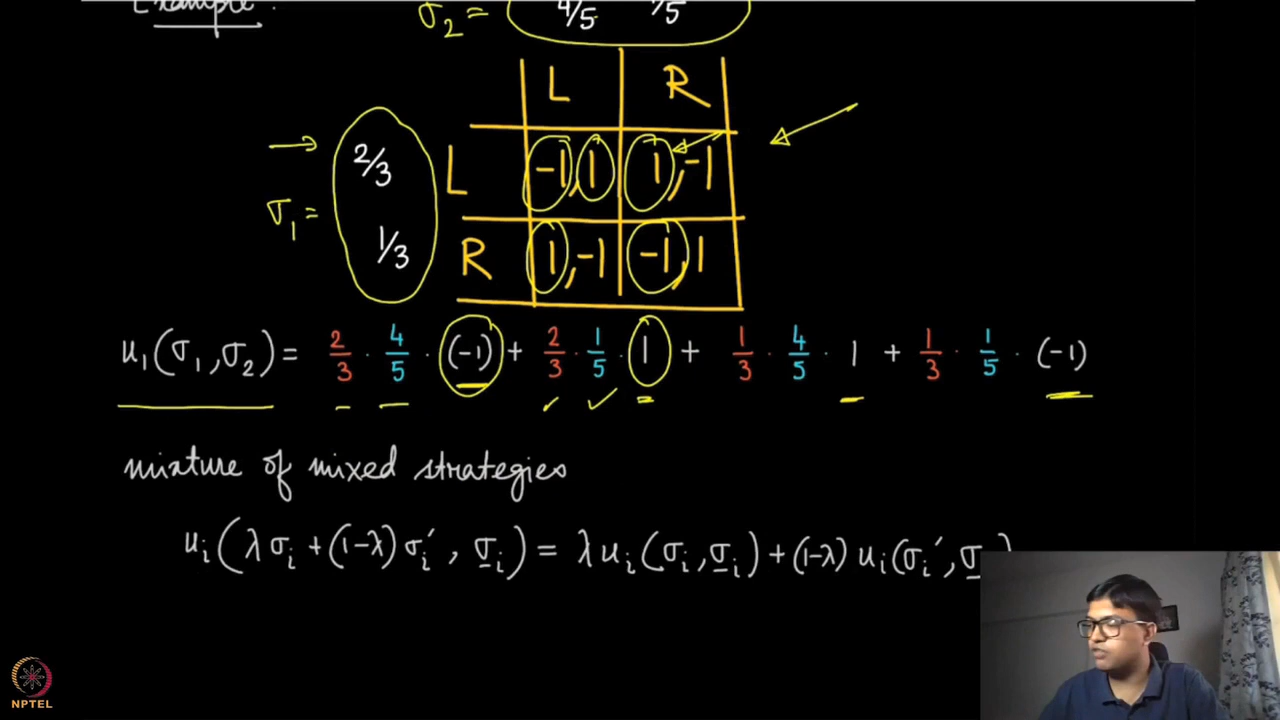 Example.
σ₂ = 4/5 1/5
L R
2/3 L -1,1 1,-1
σ₁ =
1/3 R 1,-1 -1,1
u₁(σ₁,σ₂) = 2/3 · 4/5 · (-1) + 2/3 · 1/5 · 1 + 1/3 · 4/5 · 1 + 1/3 · 1/5 · (-1)
mixture of mixed strategies
uᵢ(λσᵢ + (1-λ)σᵢ′, σ̲ᵢ) = λuᵢ(σᵢ, σ̲ᵢ) + (1-λ)uᵢ(σᵢ′, σ̲
NPTEL